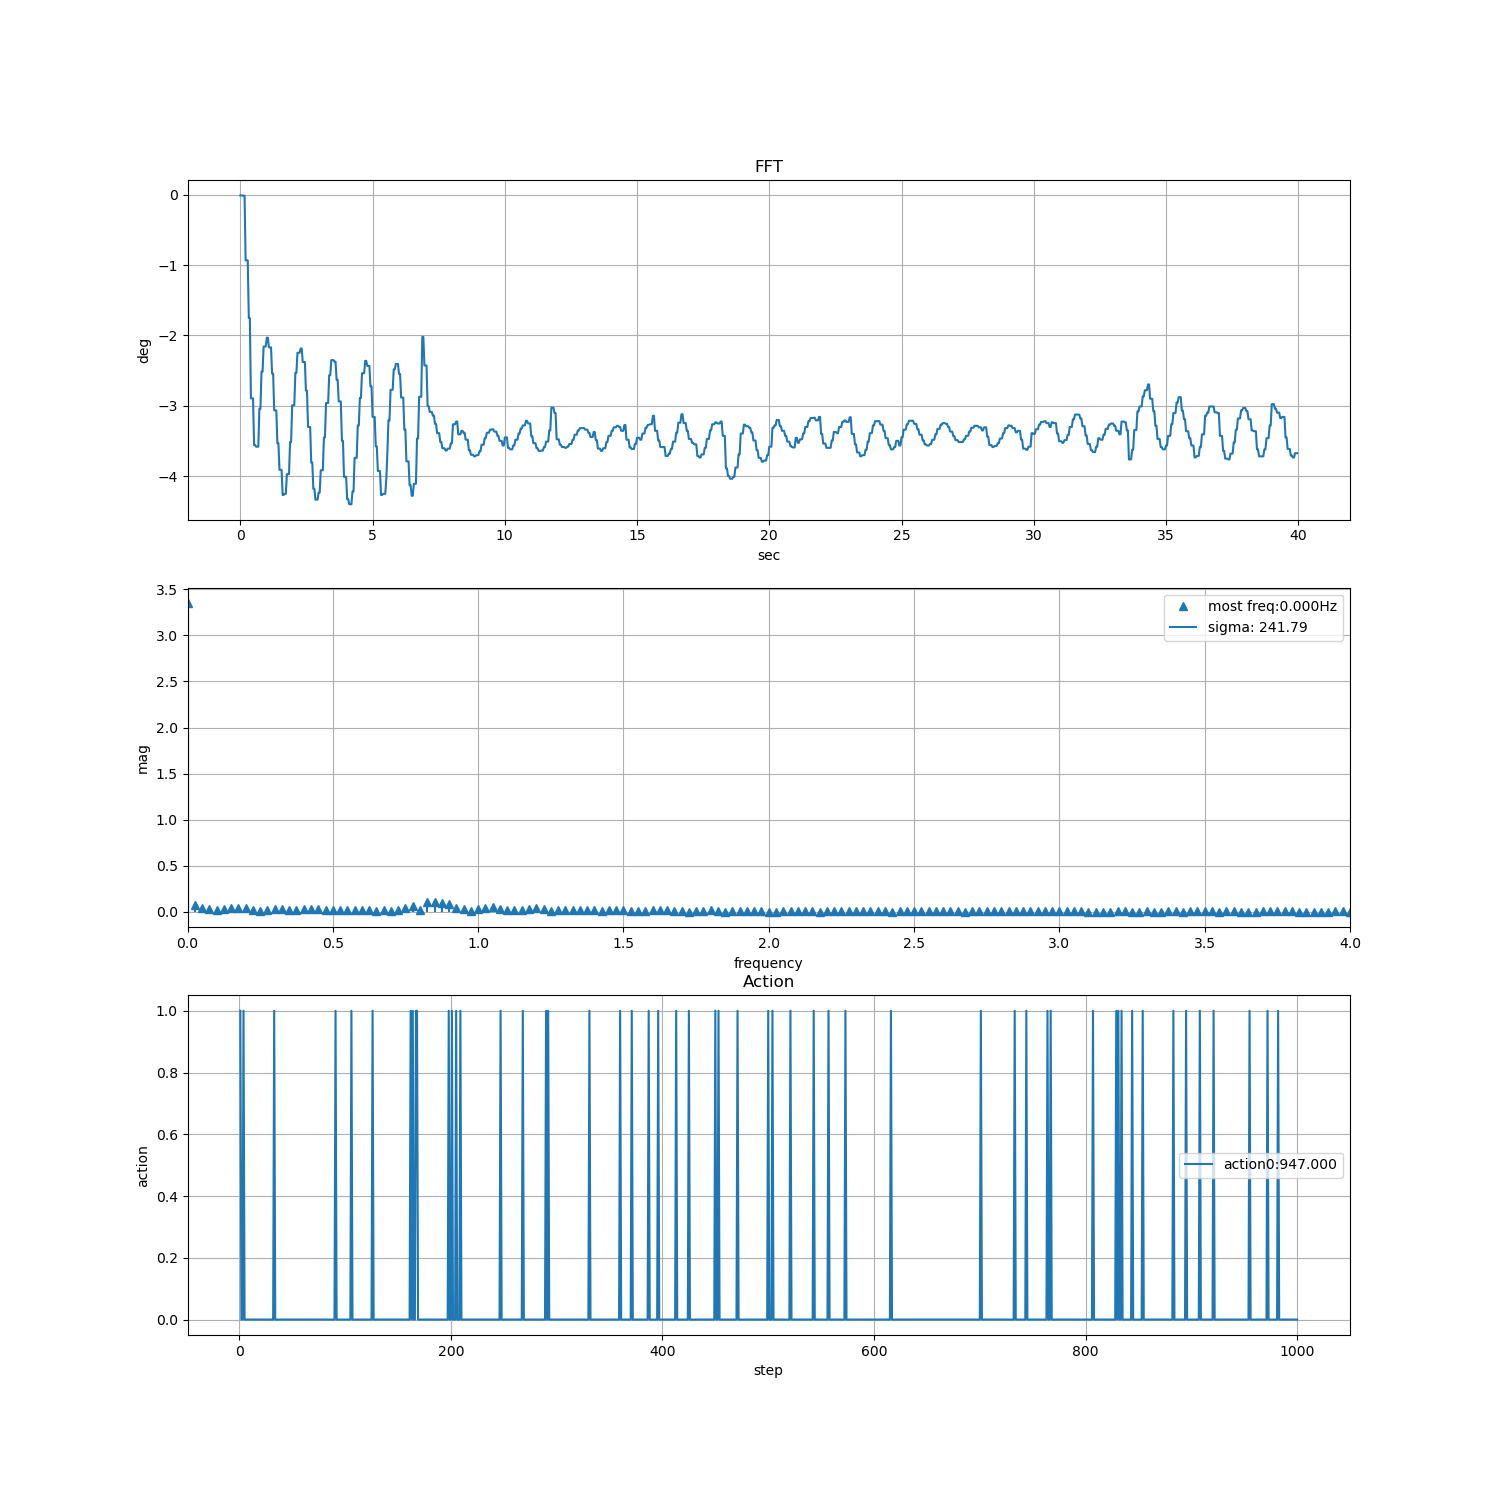 FFT
0
−1
−2
−3
−4
deg
0 5 10 15 20 25 30 35 40
sec
3.5
3.0
2.5
2.0
1.5
1.0
0.5
0.0
mag
most freq:0.000Hz
sigma: 241.79
0.0 0.5 1.0 1.5 2.0 2.5 3.0 3.5 4.0
frequency
Action
1.0
0.8
0.6
0.4
0.2
0.0
action
action0:947.000
0 200 400 600 800 1000
step